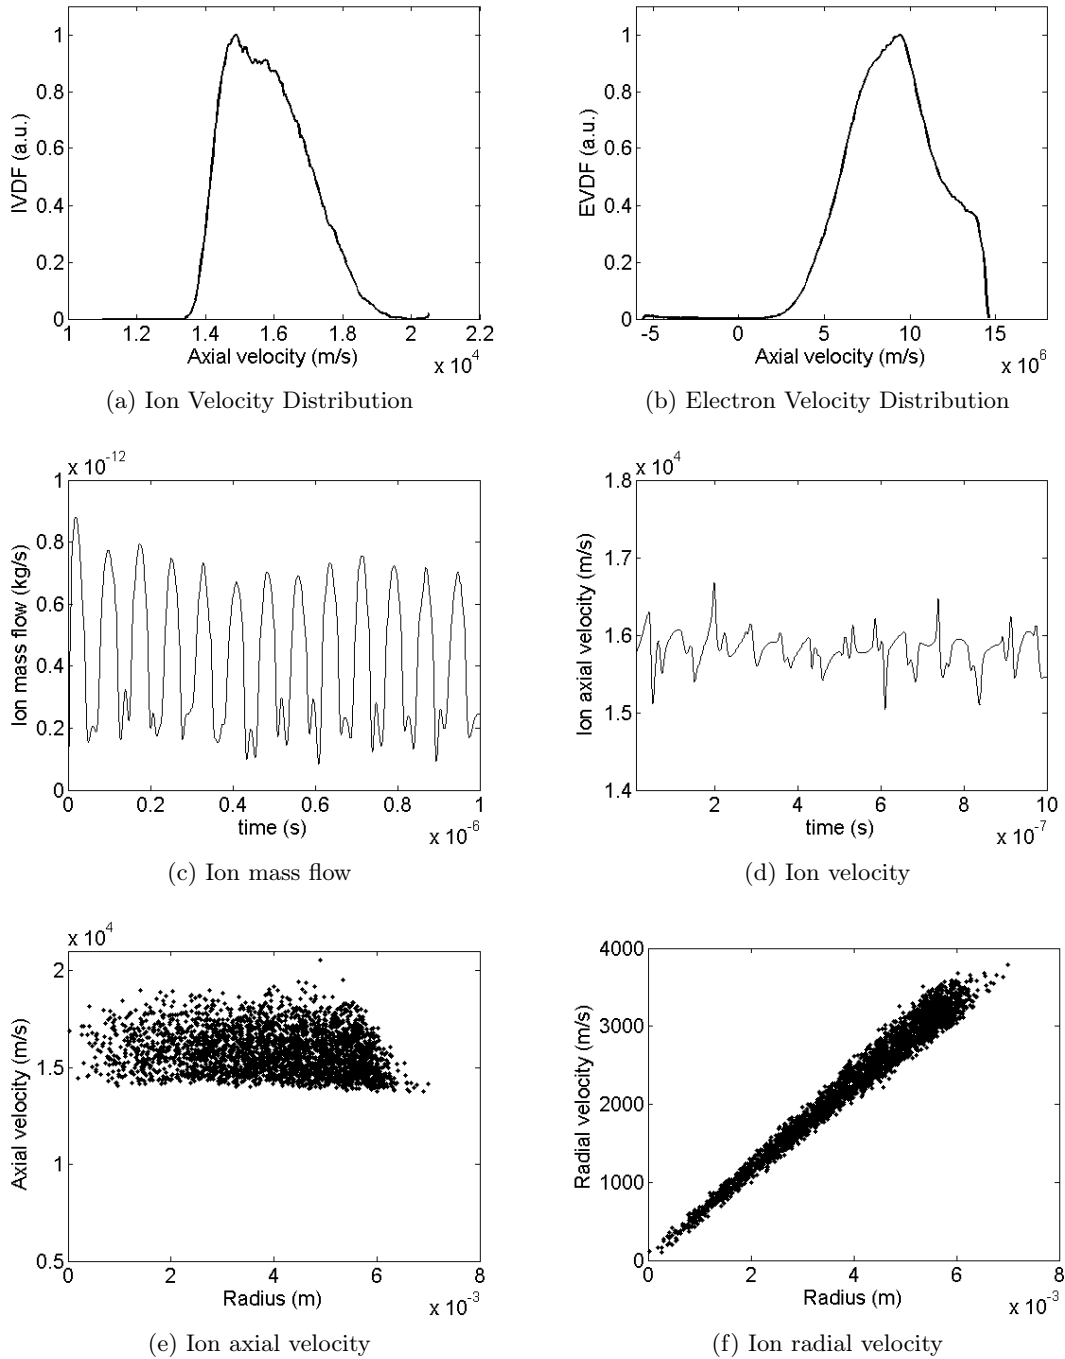 1
0.8
0.6
0.4
0.2
0
IVDF (a.u.)
1 1.2 1.4 1.6 1.8 2 2.2
Axial velocity (m/s)
x 10^4
(a) Ion Velocity Distribution
1
0.8
0.6
0.4
0.2
0
EVDF (a.u.)
-5 0 5 10 15
Axial velocity (m/s)
x 10^6
(b) Electron Velocity Distribution
x 10^-12
1
0.8
0.6
0.4
0.2
0
Ion mass flow (kg/s)
0 0.2 0.4 0.6 0.8 1
time (s)
x 10^-6
(c) Ion mass flow
x 10^4
1.8
1.7
1.6
1.5
1.4
Ion axial velocity (m/s)
2 4 6 8 10
time (s)
x 10^-7
(d) Ion velocity
x 10^4
2
1.5
1
0.5
Axial velocity (m/s)
0 2 4 6 8
Radius (m)
x 10^-3
(e) Ion axial velocity
4000
3000
2000
1000
0
Radial velocity (m/s)
0 2 4 6 8
Radius (m)
x 10^-3
(f) Ion radial velocity